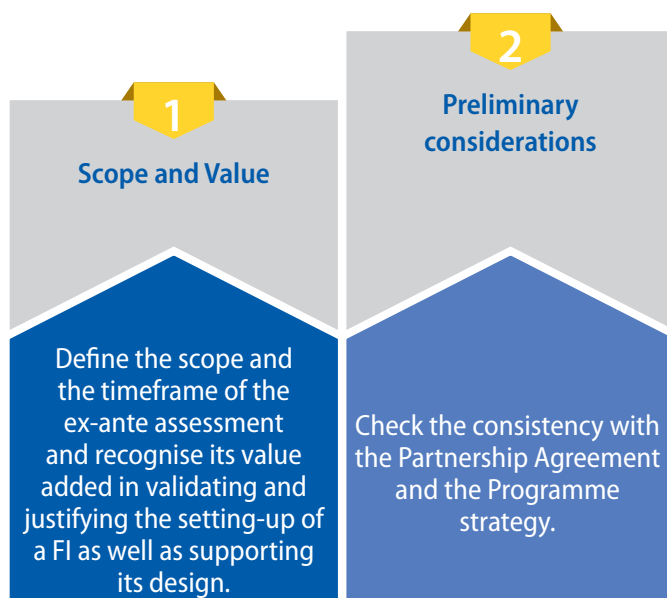 1
Scope and Value
Define the scope and
the timeframe of the
ex-ante assessment
and recognise its value
added in validating and
justifying the setting-up of
a FI as well as supporting
its design.
2
Preliminary
considerations
Check the consistency with
the Partnership Agreement
and the Programme
strategy.